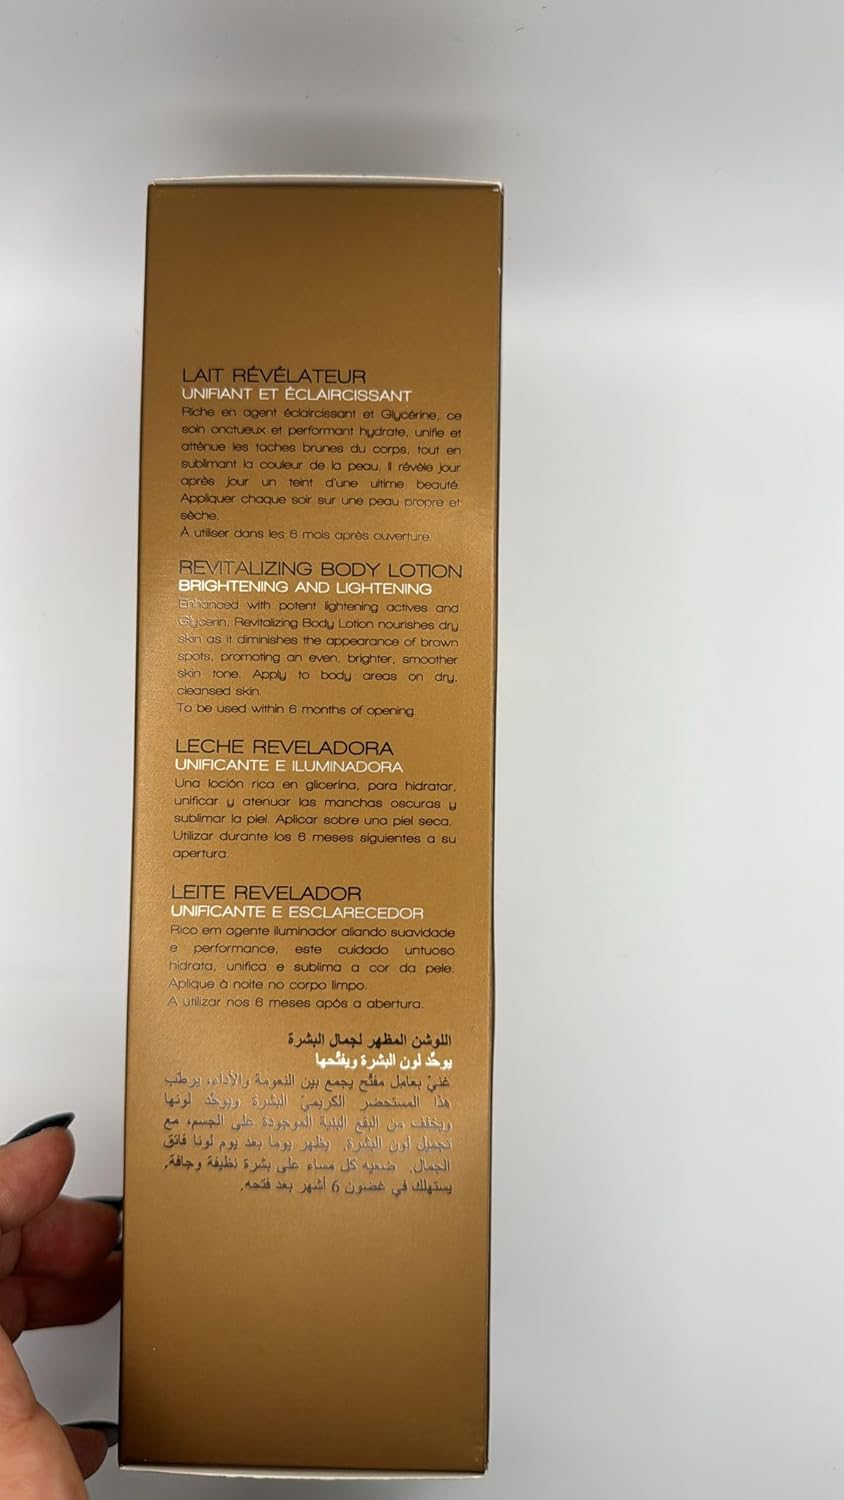 LAIT RÉVÉLATEUR
UNIFIANT ET ÉCLAIRCISSANT
Riche en agent éclaircissant et Glycérine, ce
soin onctueux et performant hydrate, unifie et
atténue les taches brunes du corps, tout en
sublimant la couleur de la peau. Il révèle jour
après jour un teint d'une ultime beauté.
Appliquer chaque soir sur une peau propre et
sèche.
À utiliser dans les 6 mois après ouverture.
REVITALIZING BODY LOTION
BRIGHTENING AND LIGHTENING
Enhanced with potent lightening actives and
Glycerin, Revitalizing Body Lotion nourishes dry
skin as it diminishes the appearance of brown
spots, promoting an even, brighter, smoother
skin tone. Apply to body areas on dry,
cleansed skin.
To be used within 6 months of opening.
LECHE REVELADORA
UNIFICANTE E ILUMINADORA
Una loción rica en glicerina, para hidratar,
unificar y atenuar las manchas oscuras y
sublimar la piel. Aplicar sobre una piel seca.
Utilizar durante los 6 meses siguientes a su
apertura.
LEITE REVELADOR
UNIFICANTE E ESCLARECEDOR
Rico em agente iluminador aliando suavidade
e performance, este cuidado untuoso
hidrata, unifica e sublima a cor da pele.
Aplique à noite no corpo limpo.
A utilizar nos 6 meses após a abertura.
اللوشن المظهر لجمال البشرة
يوحّد لون البشرة ويفتّحها
غنيّ بعامل مفتّح يجمع بين النعومة والأداء، يرطّب
هذا المستحضر الكريميّ البشرة ويوحّد لونها
ويخفف من البقع البنية الموجودة على الجسم، مع
تجميل لون البشرة. يظهر يوما بعد يوم لونا فائق
الجمال. ضعيه كل مساء على بشرة نظيفة وجافة.
يستهلك في غضون 6 أشهر بعد فتحه.